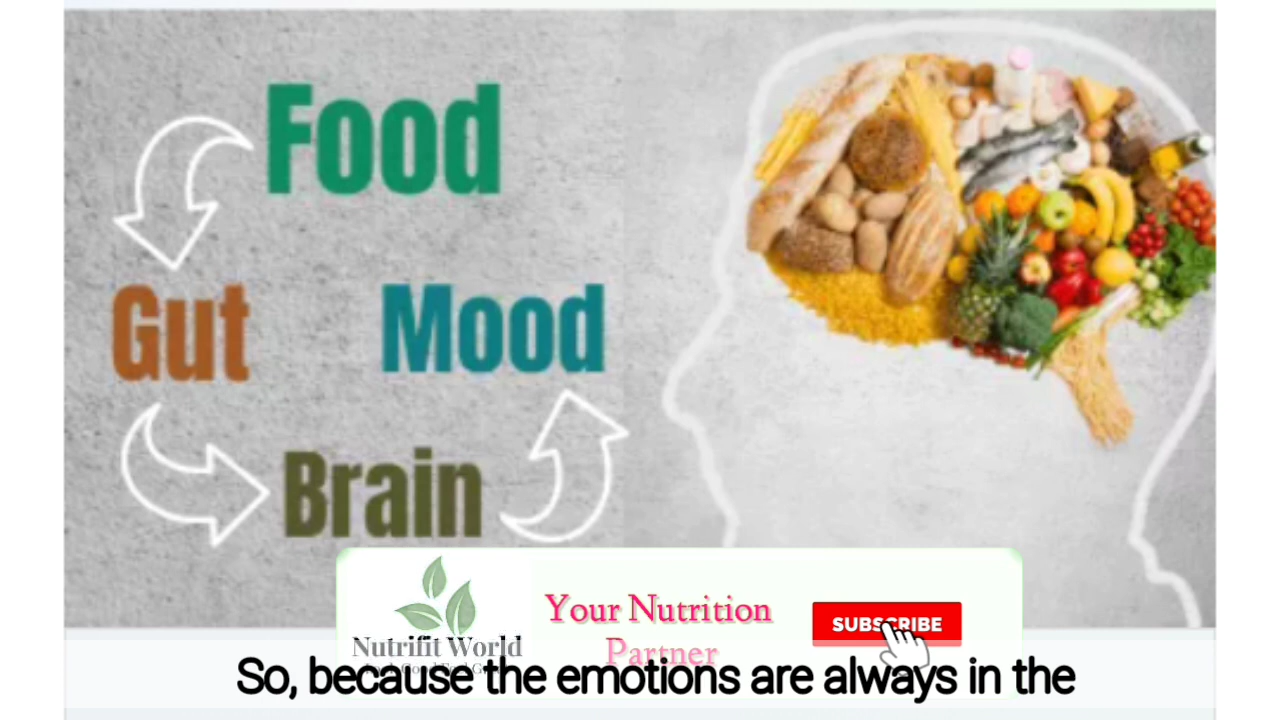 Food
Gut
Mood
Brain
Nutrifit World
Your Nutrition
Partner
SUBSCRIBE
So, because the emotions are always in the